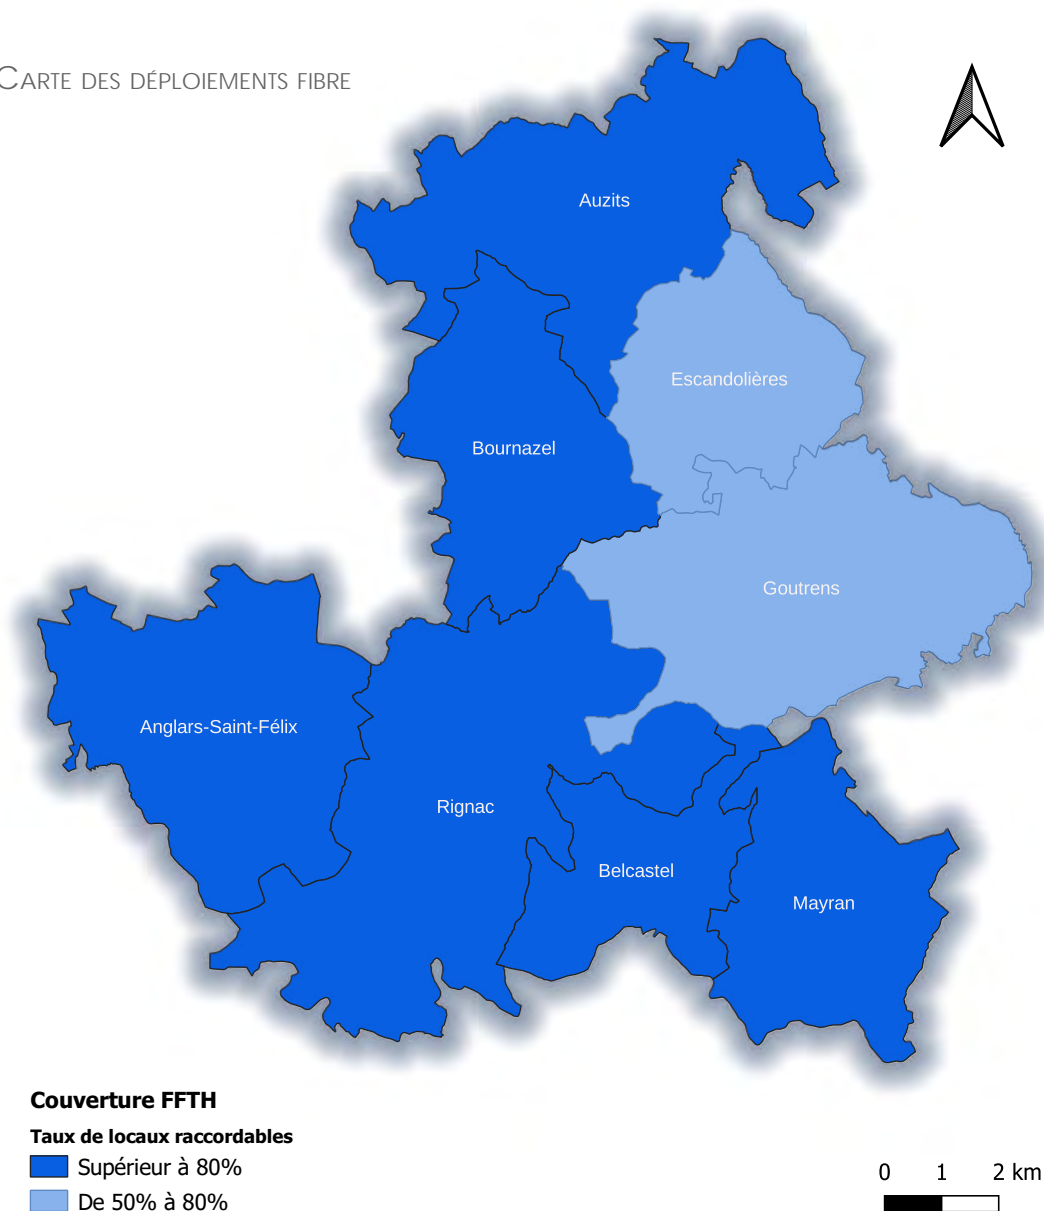 CARTE DES DÉPLOIEMENTS FIBRE
Auzits
Escandolières
Bournazel
Goutrens
Anglars-Saint-Félix
Rignac
Belcastel
Mayran
Couverture FFTH
Taux de locaux raccordables
Supérieur à 80%
De 50% à 80%
0 1 2 km